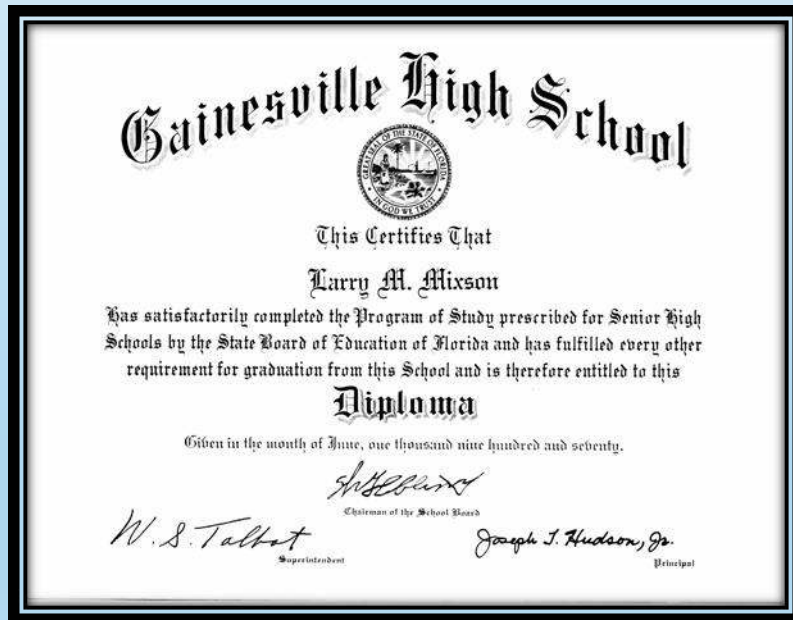 Gainesville High School
GREAT SEAL OF THE STATE OF FLORIDA
IN GOD WE TRUST
This Certifies That
Larry M. Mixson
Has satisfactorily completed the Program of Study prescribed for Senior High
Schools by the State Board of Education of Florida and has fulfilled every other
requirement for graduation from this School and is therefore entitled to this
Diploma
Given in the month of June, one thousand nine hundred and seventy.
Chairman of the School Board
W. S. Talbot
Superintendent
Joseph T. Hudson, Jr.
Principal